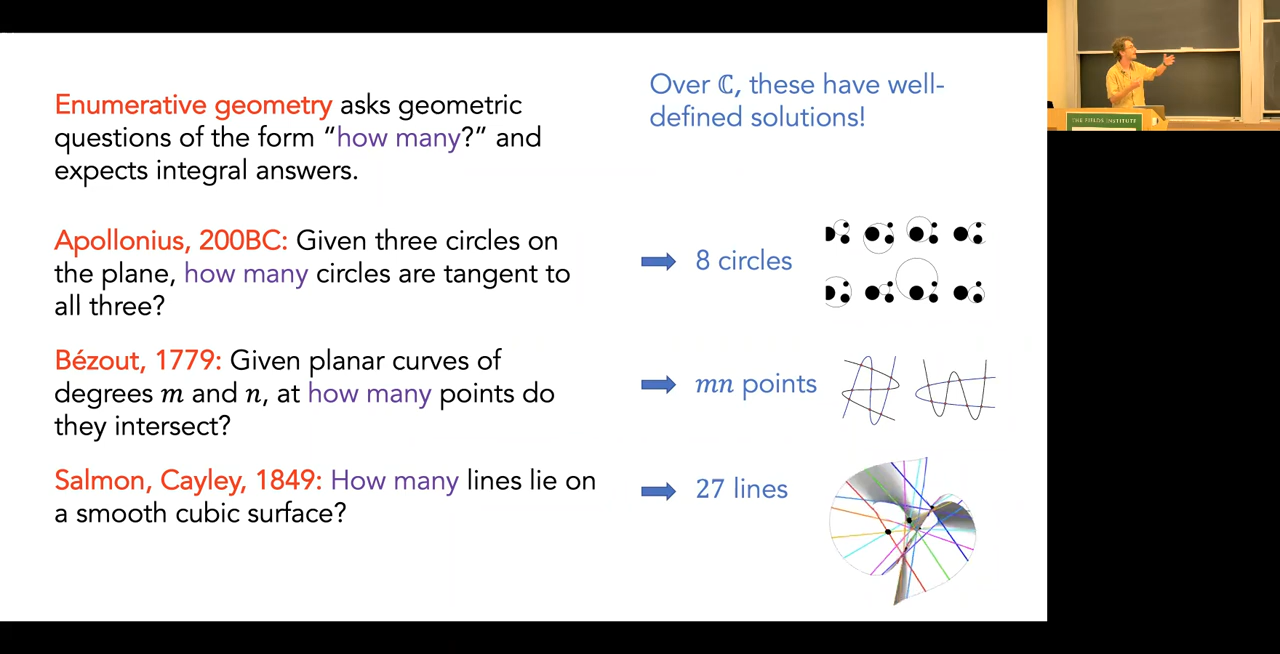 Enumerative geometry asks geometric
questions of the form “how many?” and
expects integral answers.
Over ℂ, these have well-
defined solutions!
Apollonius, 200BC: Given three circles on
the plane, how many circles are tangent to
all three?
8 circles
Bézout, 1779: Given planar curves of
degrees m and n, at how many points do
they intersect?
mn points
Salmon, Cayley, 1849: How many lines lie on
a smooth cubic surface?
27 lines
THE FIELDS INSTITUTE